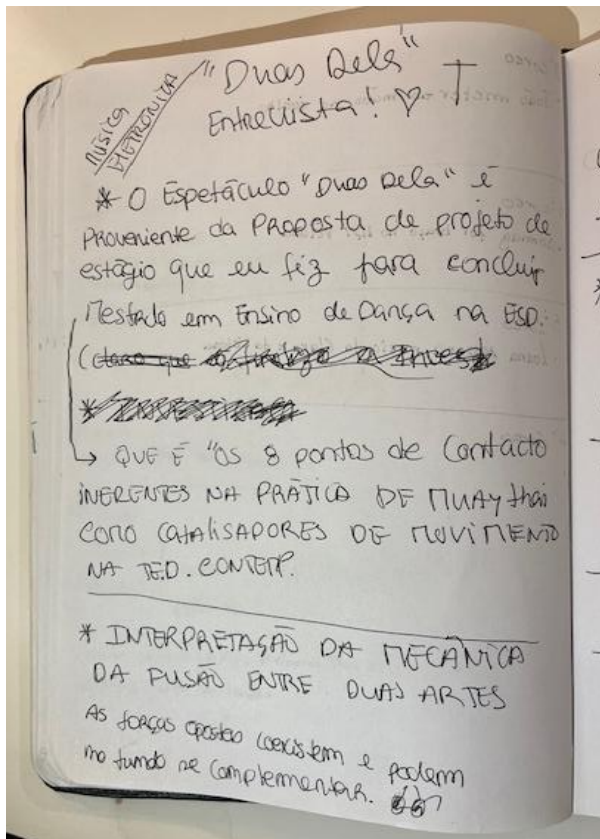 MÚSICA
ELETRÓNICA
"Duas Dela"
Entrevista! ♡
* O Espetáculo "Duas Dela" é
Proveniente da Proposta de projeto de
estágio que eu fiz para concluir
Mestrado em Ensino de Dança na ESD.
(claro que
→ QUE É "OS 8 pontos de Contacto
INERENTES NA PRÁTICA DE MUAY thai
COMO CATALISADORES DE MOVIMENTO
NA TE.D. CONTEMP.
* INTERPRETAÇÃO DA MECÂNICA
DA FUSÃO ENTRE DUAS ARTES
As forças opostas coexistem e podem
no fundo se complementar.